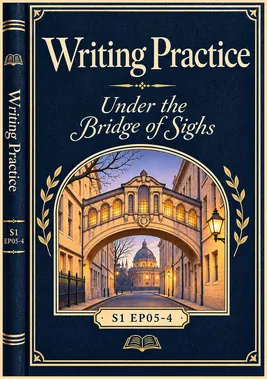 Writing Practice
Under the
Bridge of Sighs
S1 EP05-4
Writing Practice
S1
EP05-4